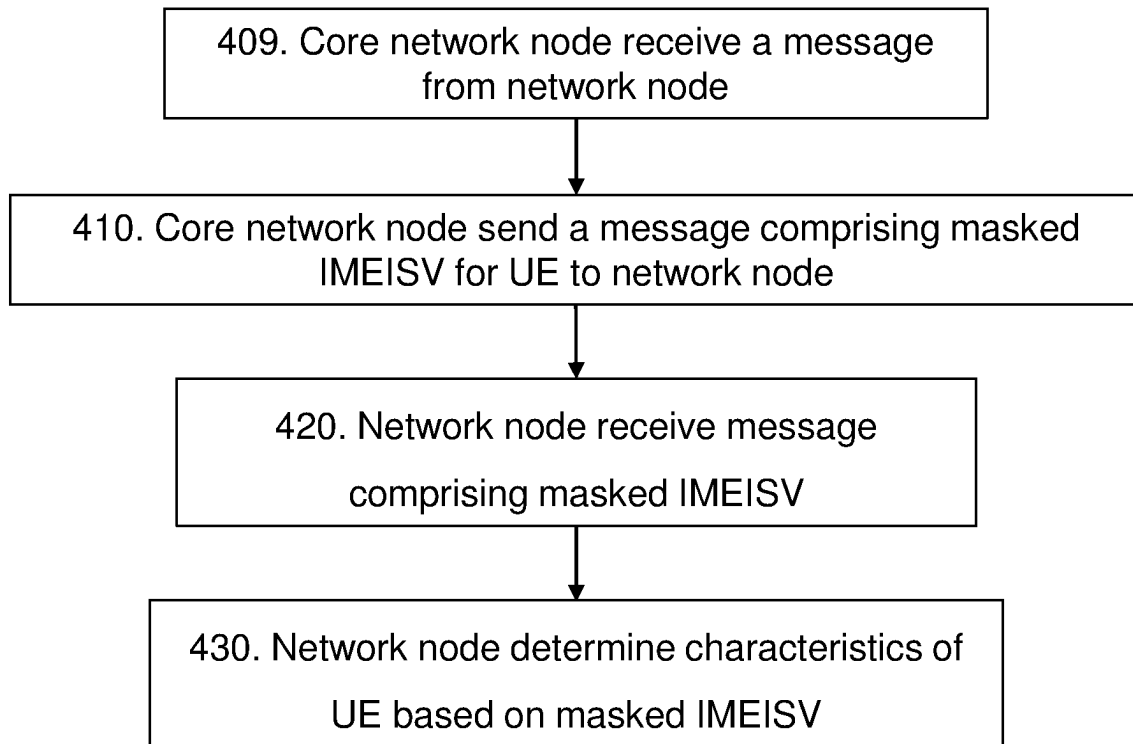 409. Core network node receive a message
from network node
410. Core network node send a message comprising masked
IMEISV for UE to network node
420. Network node receive message
comprising masked IMEISV
430. Network node determine characteristics of
UE based on masked IMEISV